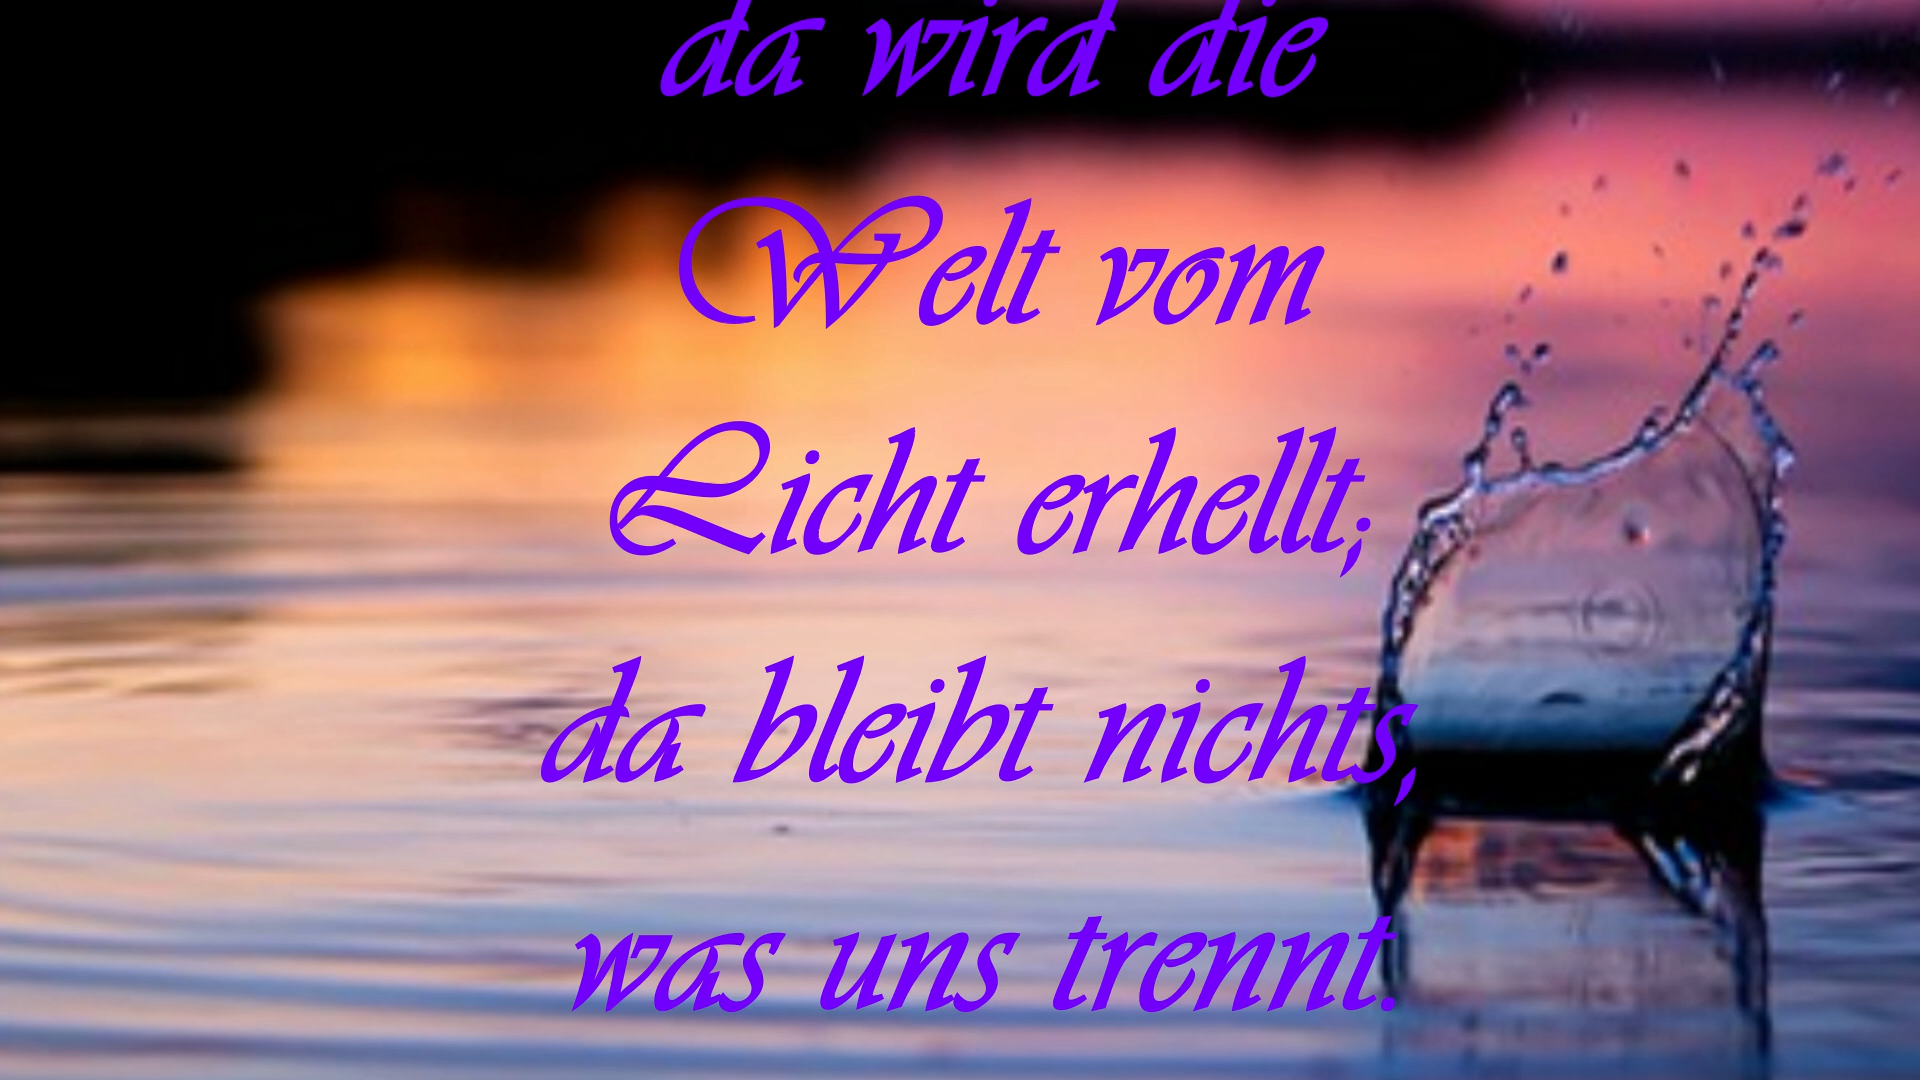 da wird die
Welt vom
Licht erhellt;
da bleibt nichts,
was uns trennt.